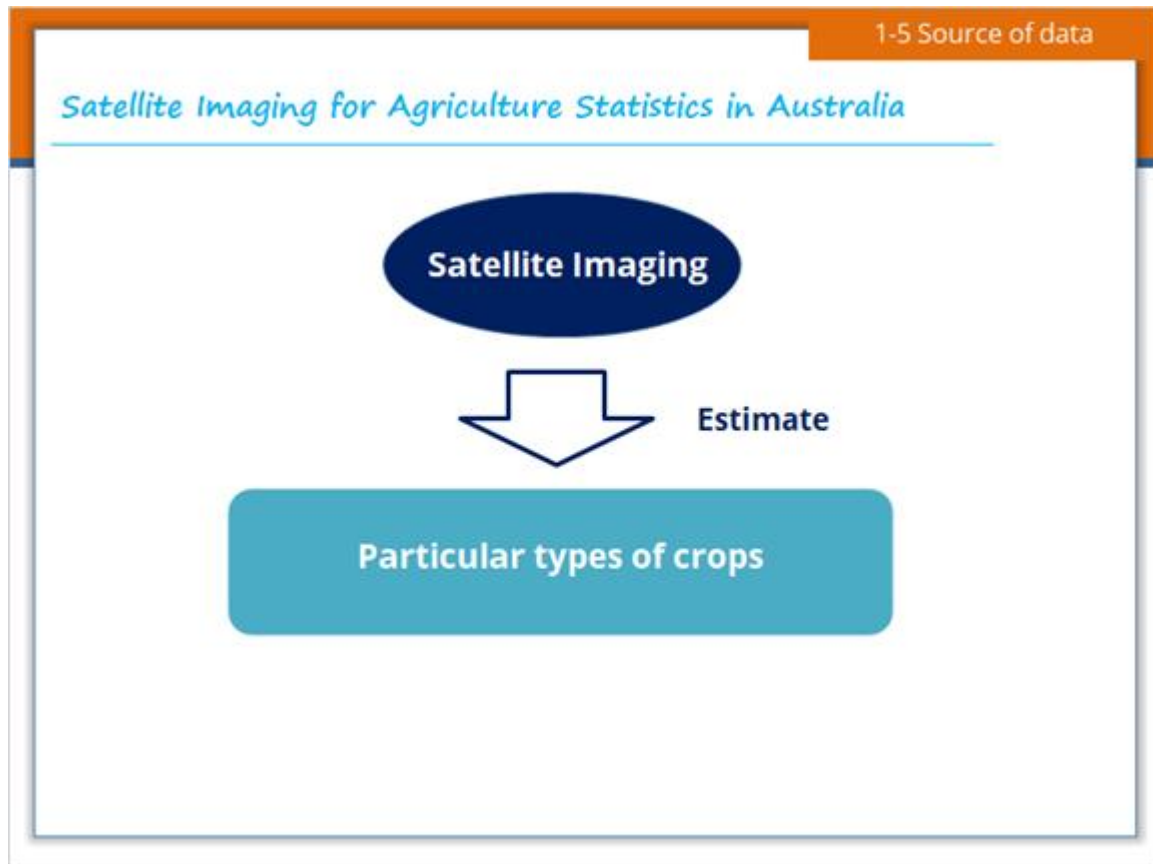 1-5 Source of data
Satellite Imaging for Agriculture Statistics in Australia
Satellite Imaging
Estimate
Particular types of crops